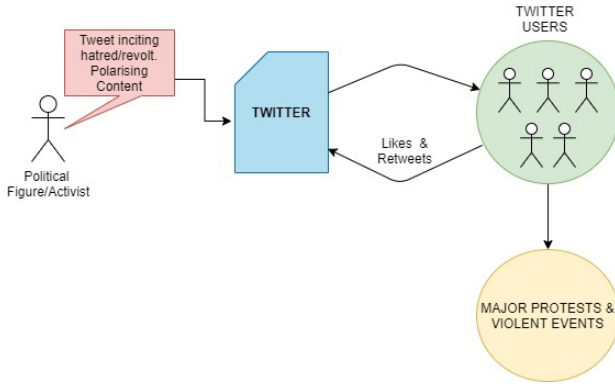 Tweet inciting
hatred/revolt.
Polarising
Content
Political
Figure/Activist
TWITTER
Likes &
Retweets
TWITTER
USERS
MAJOR PROTESTS &
VIOLENT EVENTS